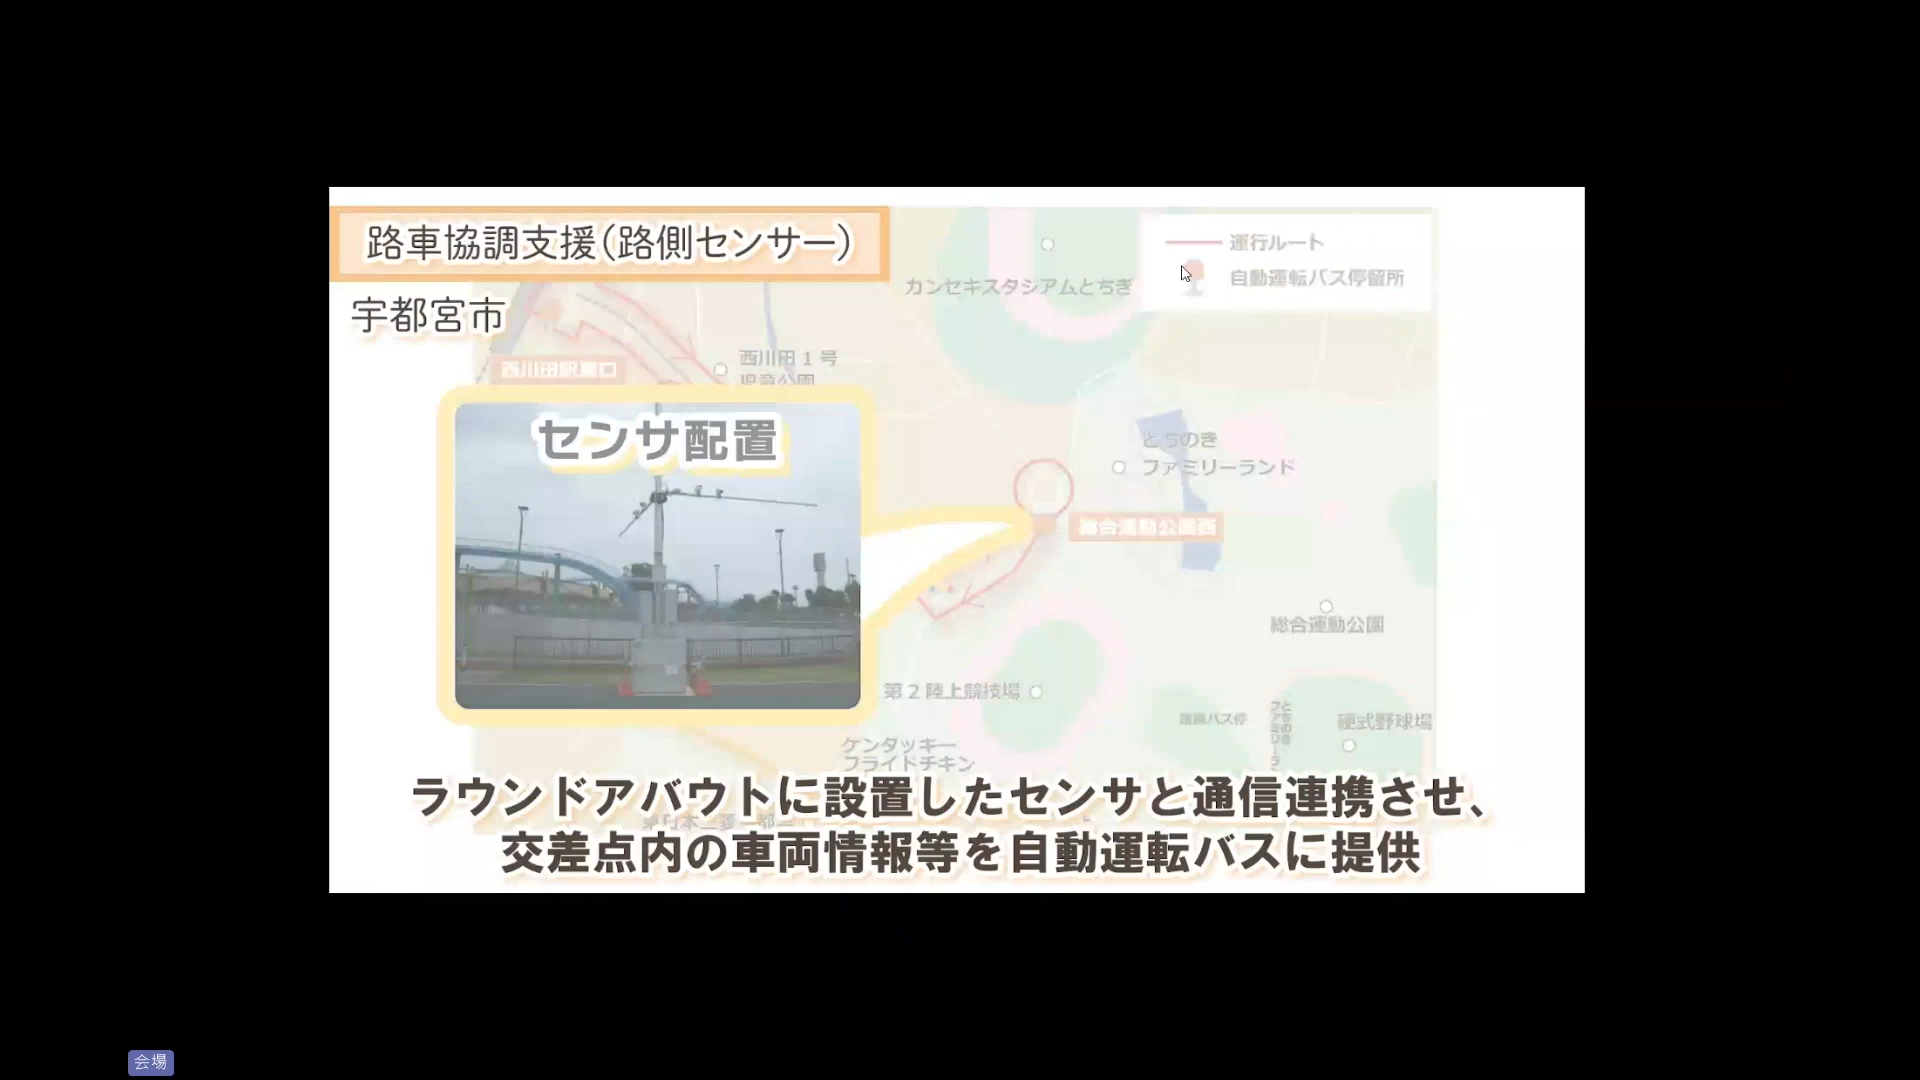 路車協調支援(路側センサー)
運行ルート
自動運転バス停留所
カンセキスタジアムとちぎ
宇都宮市
西川田1号
児童公園
西川田駅東口
センサ配置
とちのき
ファミリーランド
総合運動公園西
総合運動公園
第2陸上競技場
硬式野球場
ケンタッキー
フライドチキン
ラウンドアバウトに設置したセンサと通信連携させ、
交差点内の車両情報等を自動運転バスに提供
会場